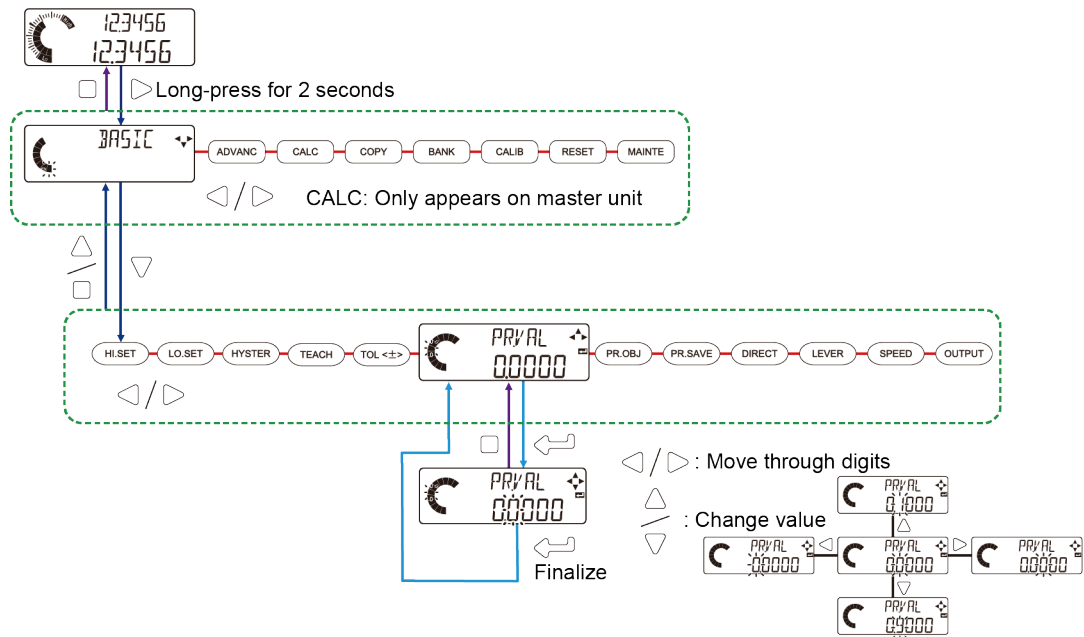 12.3456
12.3456
Long-press for 2 seconds
BASIC
ADVANC CALC COPY BANK CALIB RESET MAINTE
CALC: Only appears on master unit
HI.SET LO.SET HYSTER TEACH TOL <±> PRVAL 0.0000 PR.OBJ PR.SAVE DIRECT LEVER SPEED OUTPUT
PRVAL
0.0000
Finalize
: Move through digits
: Change value
PRVAL
0.1000
PRVAL
-0.0000
PRVAL
0.0000
PRVAL
0.0000
PRVAL
0.9000